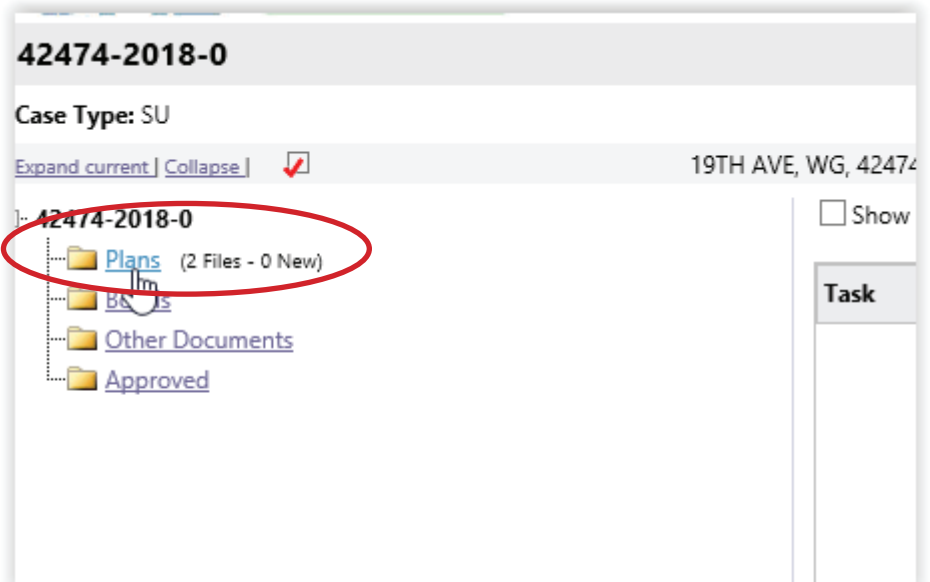 42474-2018-0
Case Type: SU
Expand current | Collapse | 19TH AVE, WG, 42474
42474-2018-0
Show
Plans (2 Files - 0 New)
Task
Other Documents
Approved